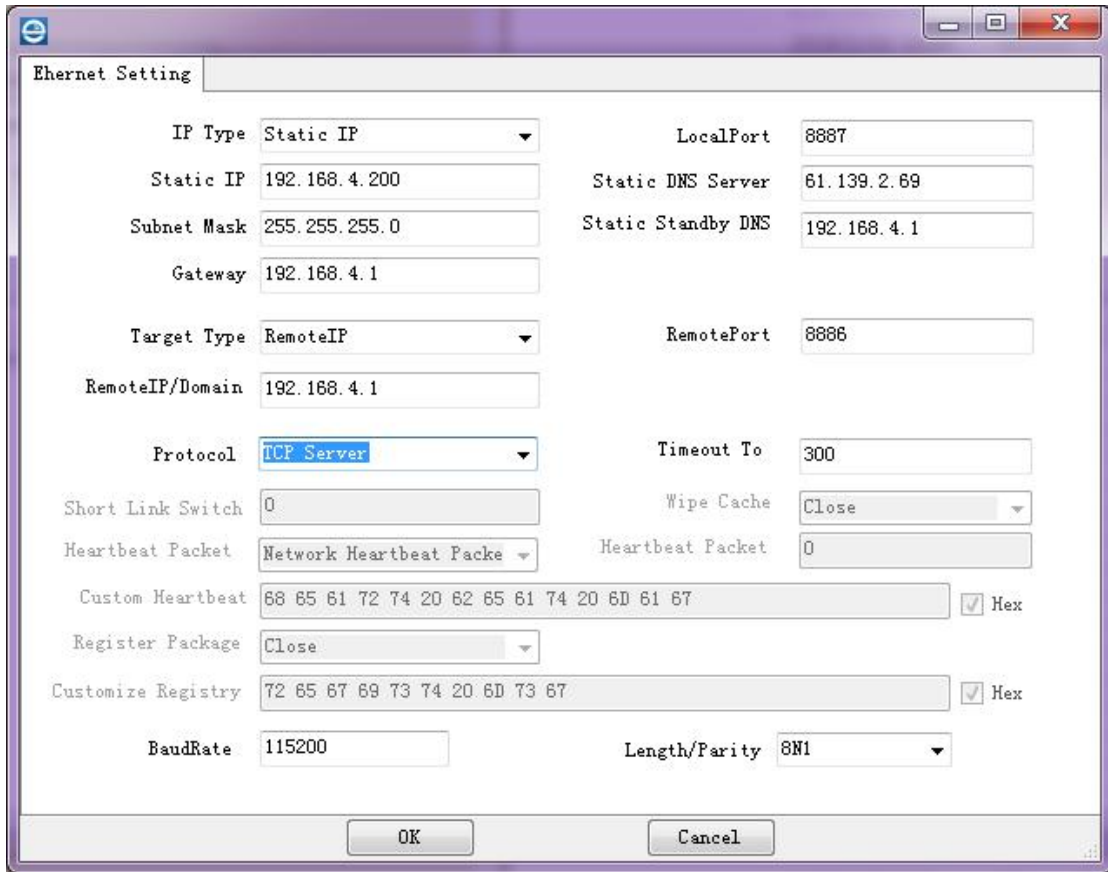 Ehernet Setting
IP Type Static IP LocalPort 8887
Static IP 192.168.4.200 Static DNS Server 61.139.2.69
Subnet Mask 255.255.255.0 Static Standby DNS 192.168.4.1
Gateway 192.168.4.1
Target Type RemoteIP RemotePort 8886
RemoteIP/Domain 192.168.4.1
Protocol TCP Server Timeout To 300
Short Link Switch 0 Wipe Cache Close
Heartbeat Packet Network Heartbeat Packe Heartbeat Packet 0
Custom Heartbeat 68 65 61 72 74 20 62 65 61 74 20 6D 61 67 Hex
Register Package Close
Customize Registry 72 65 67 69 73 74 20 6D 73 67 Hex
BaudRate 115200 Length/Parity 8N1
OK Cancel